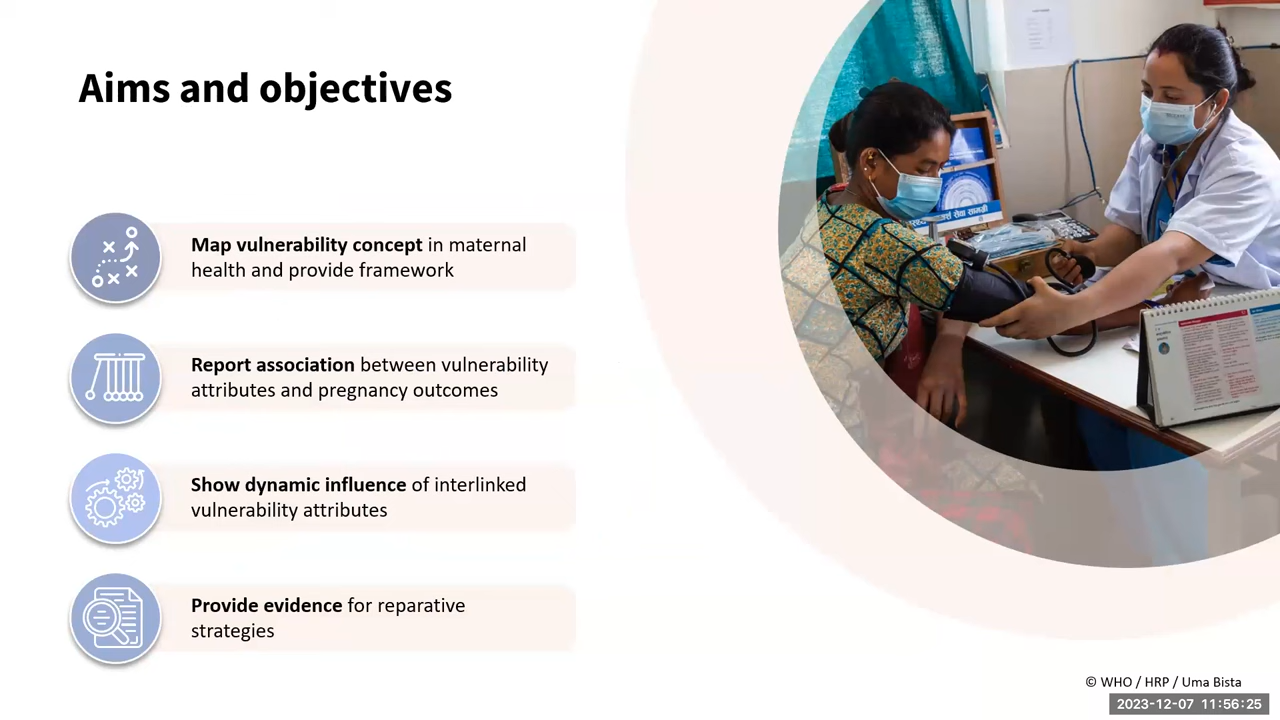 Aims and objectives
Map vulnerability concept in maternal
health and provide framework
Report association between vulnerability
attributes and pregnancy outcomes
Show dynamic influence of interlinked
vulnerability attributes
Provide evidence for reparative
strategies
© WHO / HRP / Uma Bista
2023-12-07 11:56:25